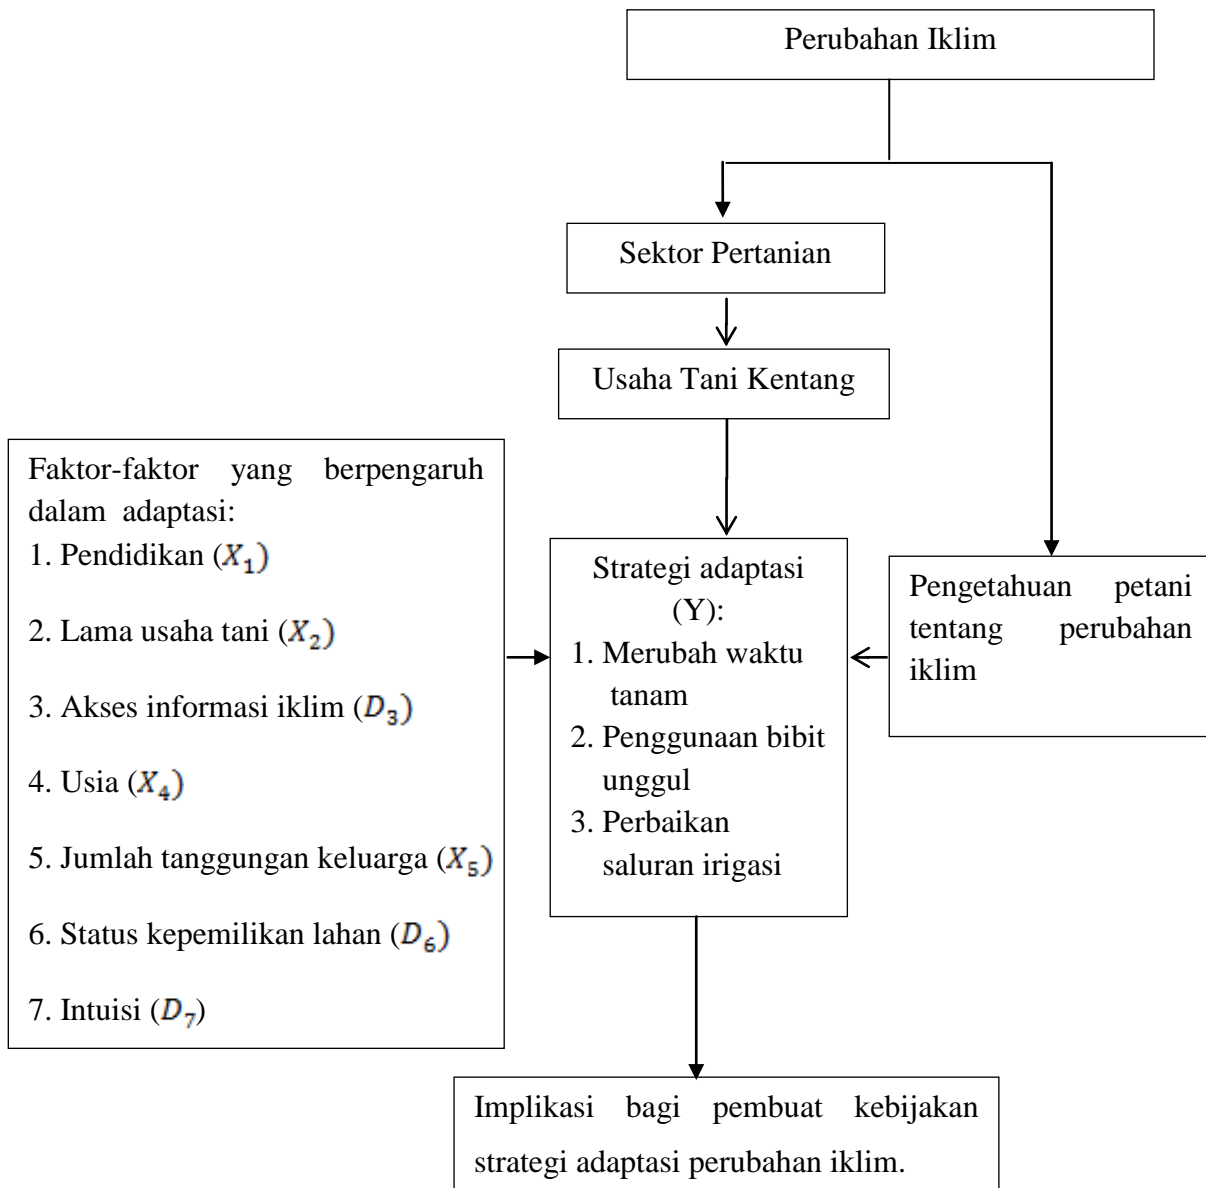 Perubahan Iklim
Sektor Pertanian
Usaha Tani Kentang
Faktor-faktor yang berpengaruh
dalam adaptasi:
1. Pendidikan (X₁)
2. Lama usaha tani (X₂)
3. Akses informasi iklim (D₃)
4. Usia (X₄)
5. Jumlah tanggungan keluarga (X₅)
6. Status kepemilikan lahan (D₆)
7. Intuisi (D₇)
Strategi adaptasi
(Y):
1. Merubah waktu
tanam
2. Penggunaan bibit
unggul
3. Perbaikan
saluran irigasi
Pengetahuan petani
tentang perubahan
iklim
Implikasi bagi pembuat kebijakan
strategi adaptasi perubahan iklim.